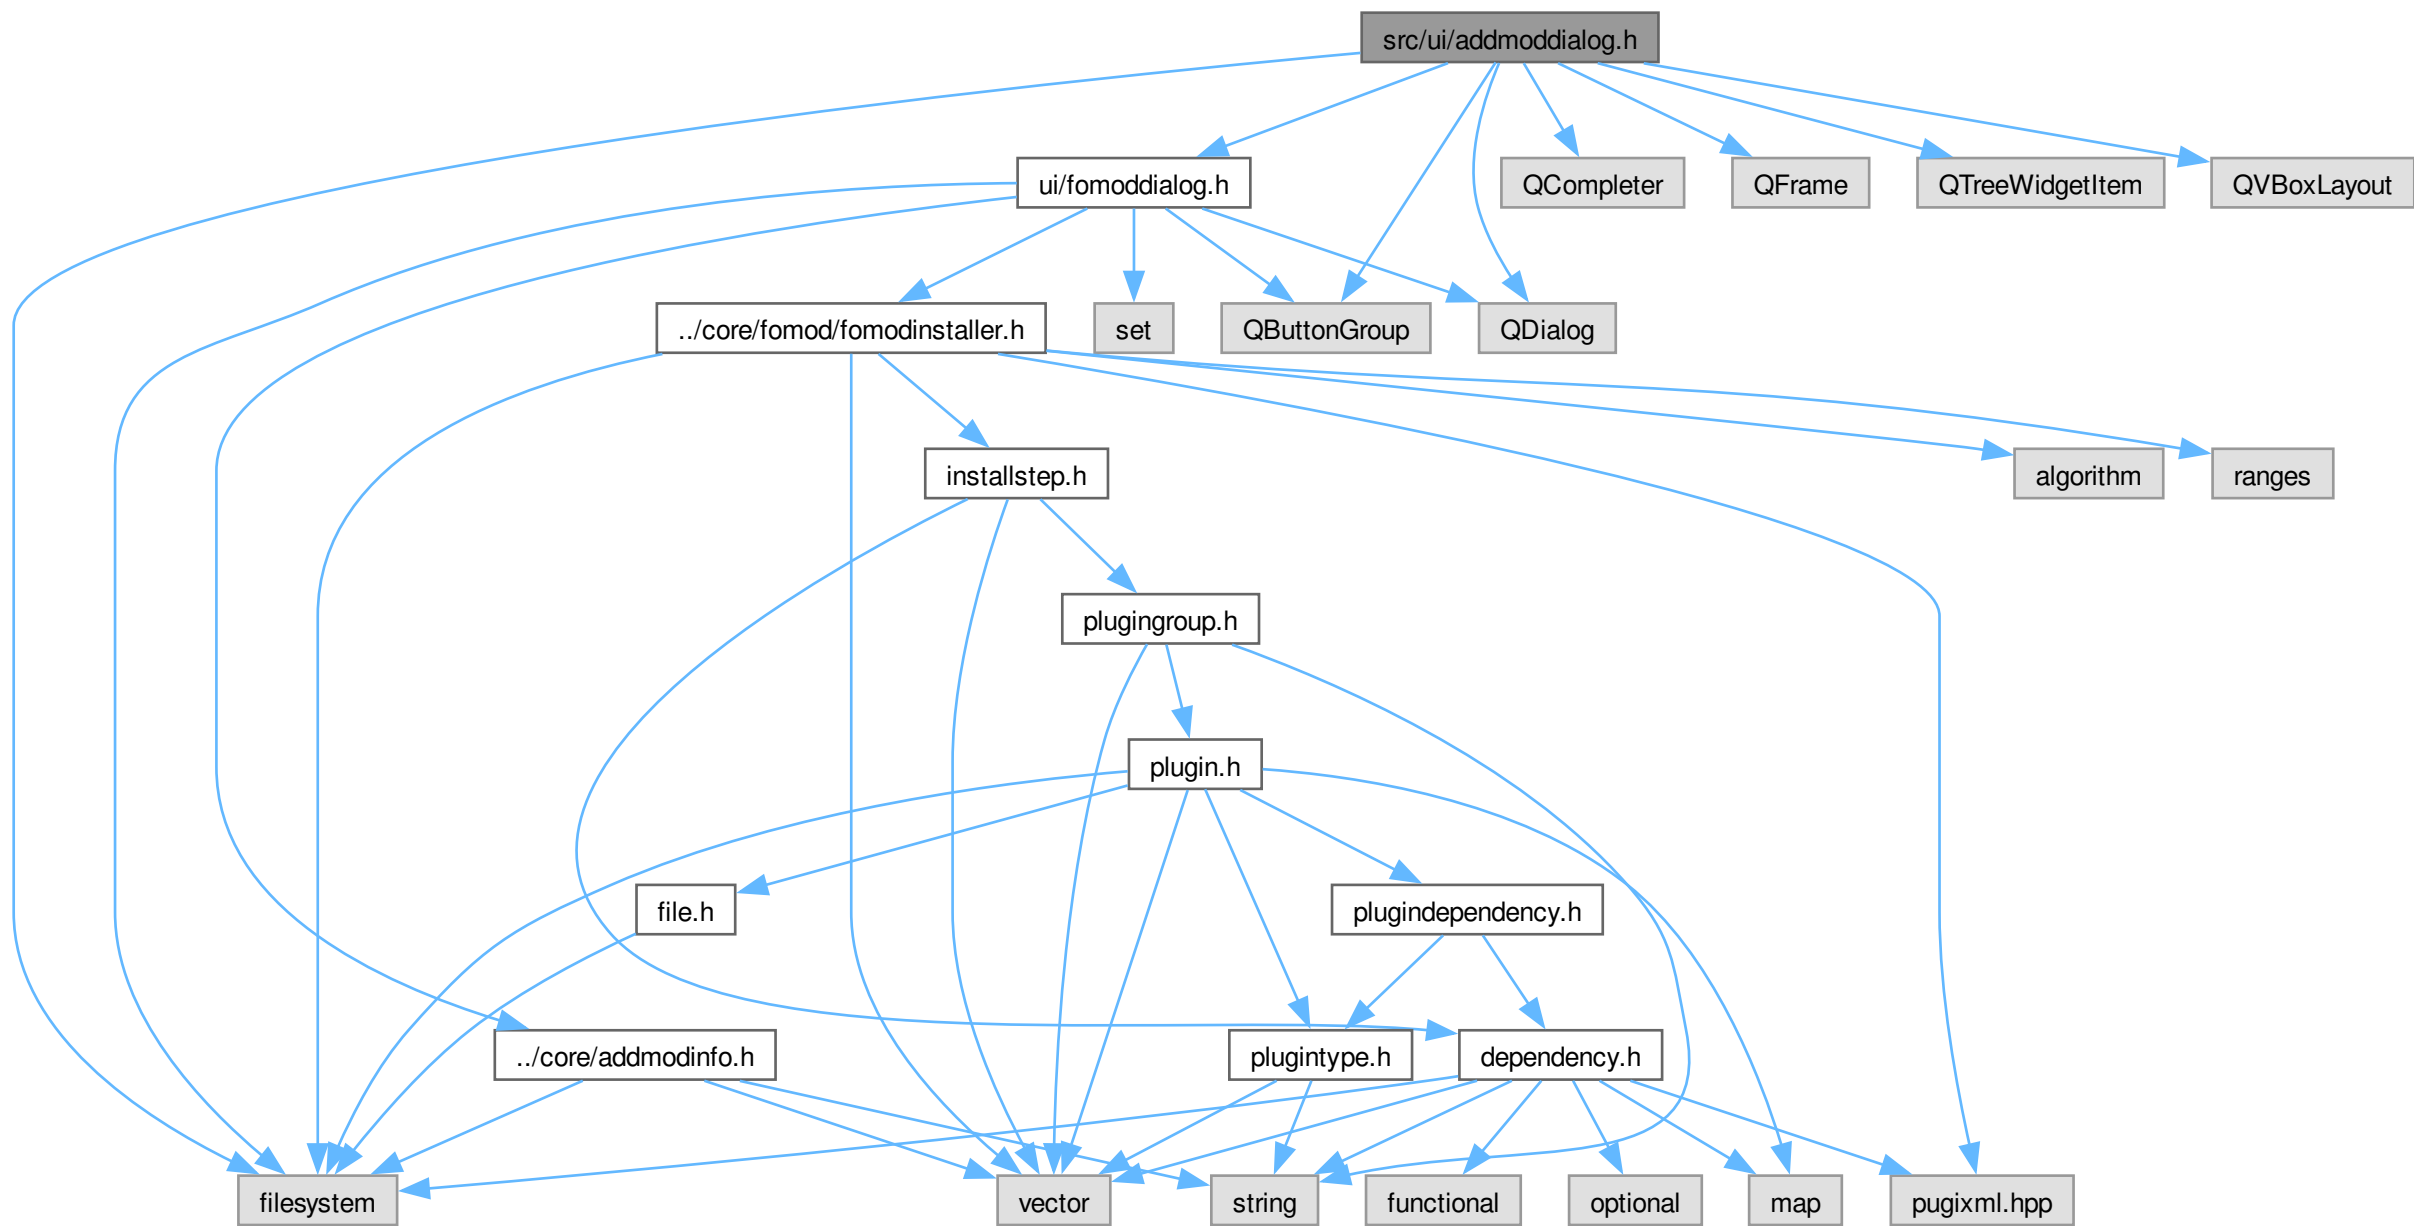 src/ui/addmoddialog.h
ui/fomoddialog.h
QCompleter
QFrame
QTreeWidgetItem
QVBoxLayout
../core/fomod/fomodinstaller.h
set
QButtonGroup
QDialog
installstep.h
algorithm
ranges
plugingroup.h
plugin.h
file.h
plugindependency.h
../core/addmodinfo.h
plugintype.h
dependency.h
filesystem
vector
string
functional
optional
map
pugixml.hpp